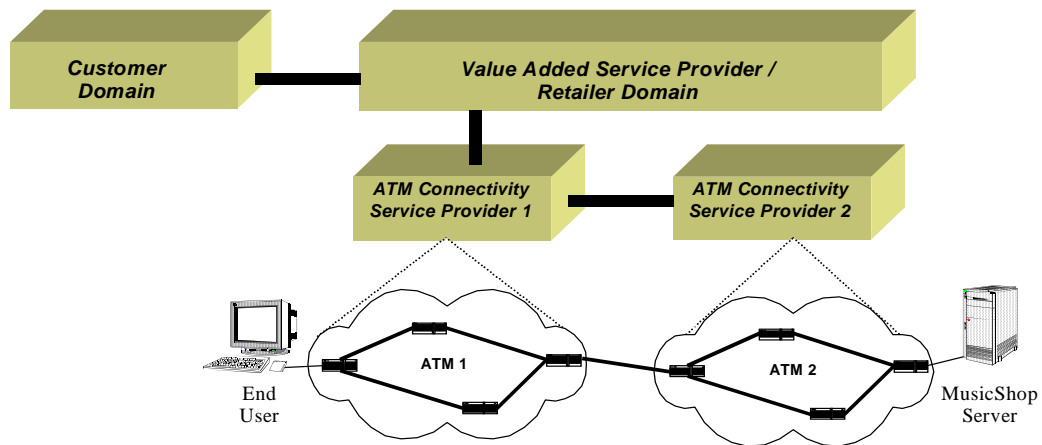 Customer
Domain
Value Added Service Provider /
Retailer Domain
ATM Connectivity
Service Provider 1
ATM Connectivity
Service Provider 2
ATM 1
ATM 2
End
User
MusicShop
Server